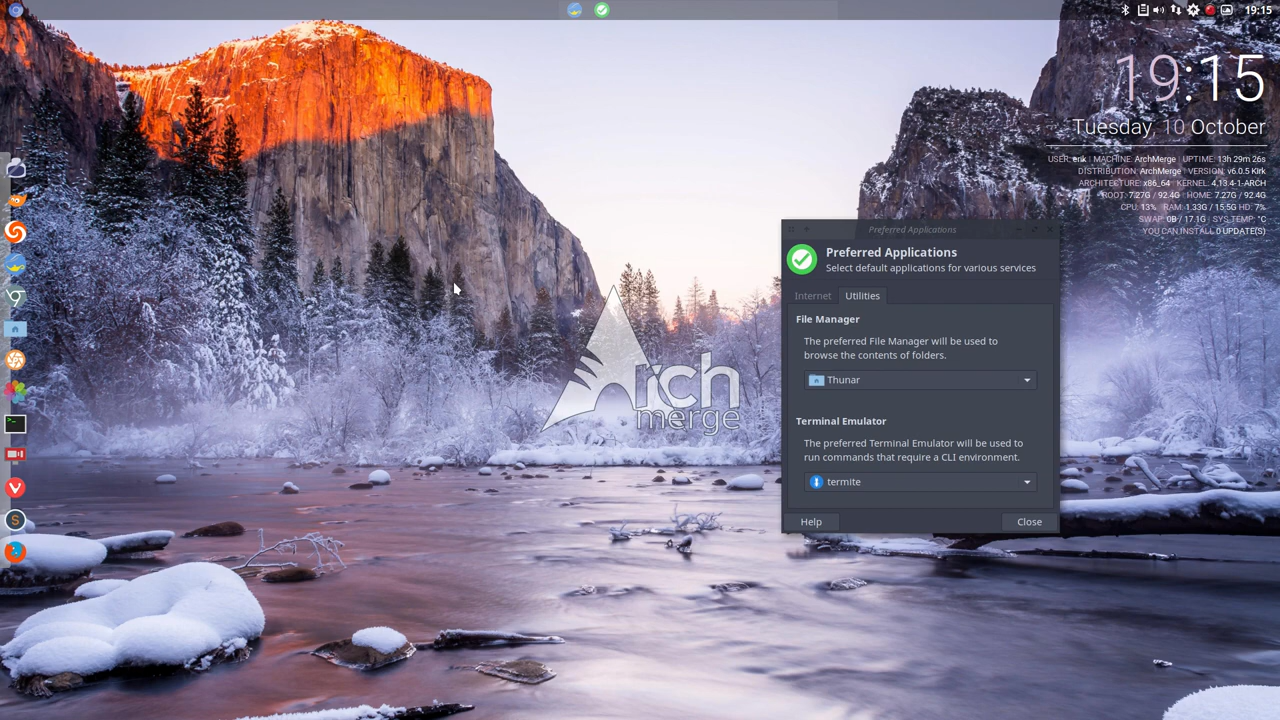 19:15
19:15
Tuesday, 10 October
USER: erik | MACHINE: ArchMerge | UPTIME: 13h 29m 26s
DISTRIBUTION: ArchMerge | VERSION: v6.0.5 Kirk
ARCHITECTURE: x86_64 | KERNEL: 4.13.4-1-ARCH
ROOT: 7.27G / 92.4G | HOME: 7.27G / 92.4G
CPU: 13% | RAM: 1.33G / 15.5G HD: 7%
SWAP: 0B / 17.1G | SYS TEMP: °C
YOU CAN INSTALL 0 UPDATE(S)
Arch
merge
Preferred Applications
Preferred Applications
Select default applications for various services
Internet Utilities
File Manager
The preferred File Manager will be used to
browse the contents of folders.
Thunar
Terminal Emulator
The preferred Terminal Emulator will be used to
run commands that require a CLI environment.
termite
Help Close